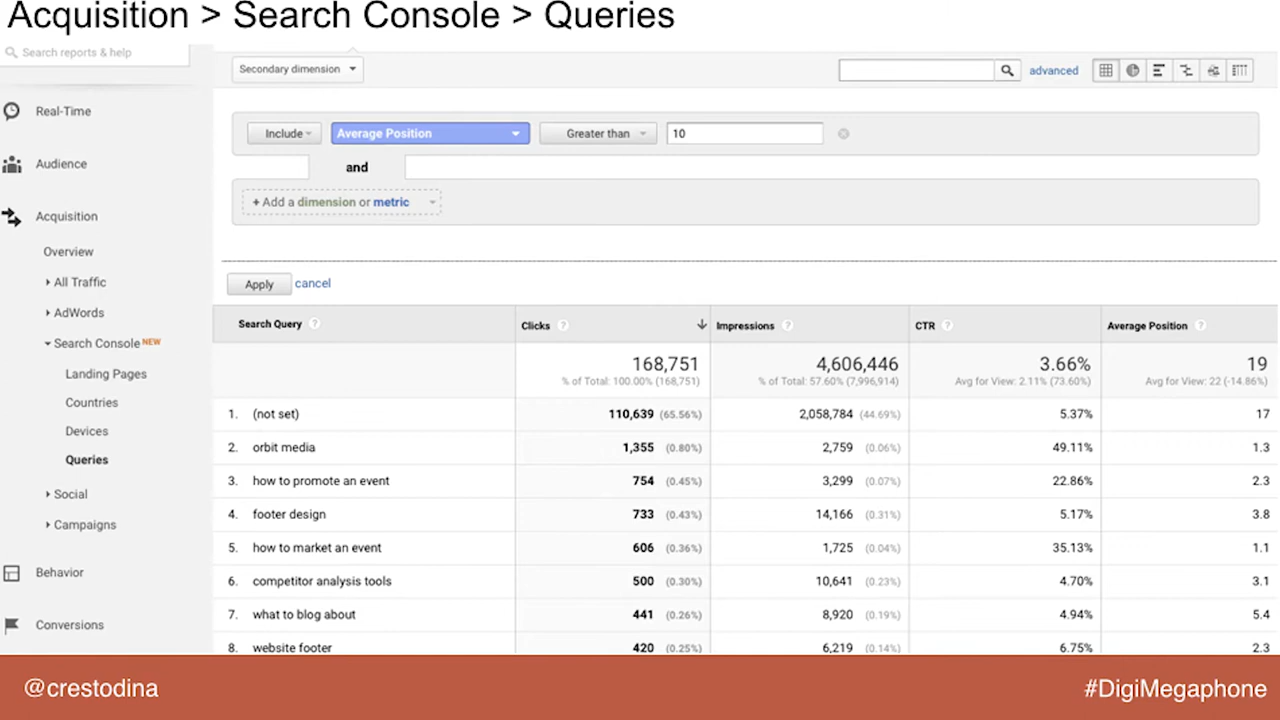 Acquisition > Search Console > Queries
Search reports & help
Secondary dimension
advanced
Real-Time
Audience
Acquisition
Overview
All Traffic
AdWords
Search Console NEW
Landing Pages
Countries
Devices
Queries
Social
Campaigns
Behavior
Conversions
Include Average Position Greater than 10
and
+ Add a dimension or metric
Apply cancel
Search Query ? Clicks ? Impressions ? CTR ? Average Position ?
168,751 4,606,446 3.66% 19
% of Total: 100.00% (168,751) % of Total: 57.60% (7,996,914) Avg for View: 2.11% (73.60%) Avg for View: 22 (-14.86%)
1. (not set) 110,639 (65.56%) 2,058,784 (44.69%) 5.37% 17
2. orbit media 1,355 (0.80%) 2,759 (0.06%) 49.11% 1.3
3. how to promote an event 754 (0.45%) 3,299 (0.07%) 22.86% 2.3
4. footer design 733 (0.43%) 14,166 (0.31%) 5.17% 3.8
5. how to market an event 606 (0.36%) 1,725 (0.04%) 35.13% 1.1
6. competitor analysis tools 500 (0.30%) 10,641 (0.23%) 4.70% 3.1
7. what to blog about 441 (0.26%) 8,920 (0.19%) 4.94% 5.4
8. website footer 420 (0.25%) 6,219 (0.14%) 6.75% 2.3
@crestodina #DigiMegaphone